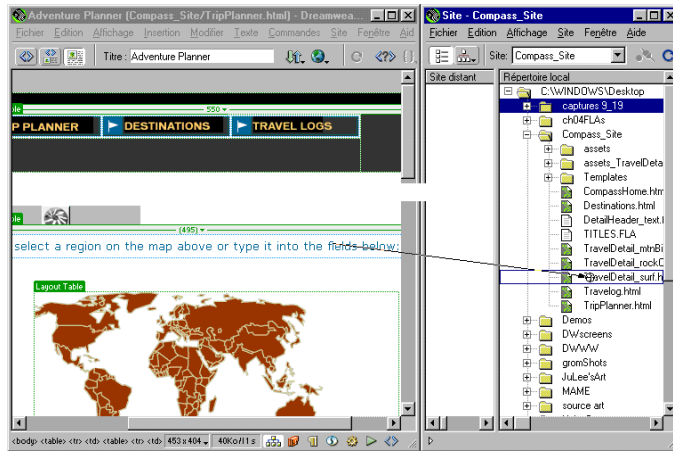 Adventure Planner (Compass_Site/TripPlanner.html) - Dreamwea...
Fichier Edition Affichage Insertion Modifier Texte Commandes Site Fenêtre Aid
Titre : Adventure Planner
550
P PLANNER DESTINATIONS TRAVEL LOGS
(495)
select a region on the map above or type it into the fields below:
Layout Table
<body> <table> <tr> <td> <table> <tr> <td> 453 x 404 40Ko/11 s
Site - Compass_Site
Fichier Edition Affichage Site Fenêtre Aide
Site: Compass_Site
Site distant Répertoire local
C:\WINDOWS\Desktop
captures 9_19
ch04FLAs
Compass_Site
assets
assets_TravelDeta
Templates
CompassHome.htm
Destinations.html
DetailHeader_text.l
TITLES.FLA
TravelDetail_mtnBi
TravelDetail_rockC
TravelDetail_surf.h
Travelog.html
TripPlanner.html
Demos
DWscreens
DWWW
gromShots
JuLee'sArt
MAME
source art